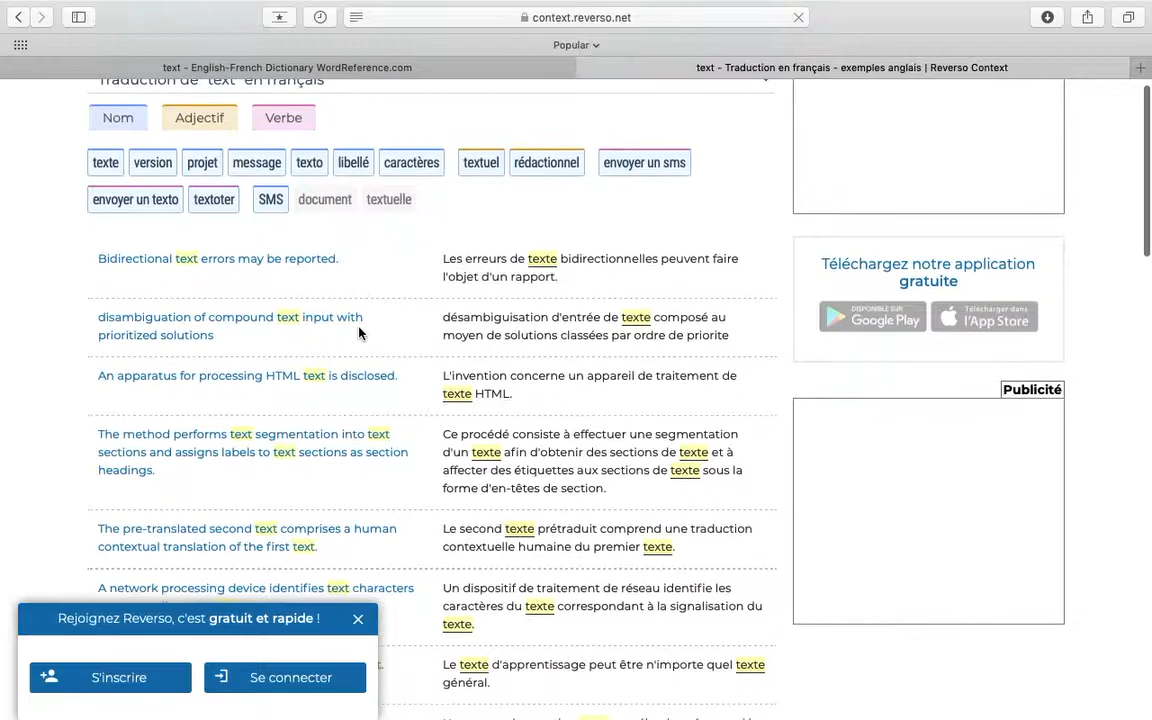 context.reverso.net
Popular
text - English-French Dictionary WordReference.com
text - Traduction en français - exemples anglais | Reverso Context
Traduction de "text" en français
Nom Adjectif Verbe
texte version projet message texto libellé caractères textuel rédactionnel envoyer un sms
envoyer un texto textoter SMS document textuelle
Bidirectional text errors may be reported.
Les erreurs de texte bidirectionnelles peuvent faire
l'objet d'un rapport.
disambiguation of compound text input with
prioritized solutions
désambiguisation d'entrée de texte composé au
moyen de solutions classées par ordre de priorite
An apparatus for processing HTML text is disclosed.
L'invention concerne un appareil de traitement de
texte HTML.
The method performs text segmentation into text
sections and assigns labels to text sections as section
headings.
Ce procédé consiste à effectuer une segmentation
d'un texte afin d'obtenir des sections de texte et à
affecter des étiquettes aux sections de texte sous la
forme d'en-têtes de section.
The pre-translated second text comprises a human
contextual translation of the first text.
Le second texte prétraduit comprend une traduction
contextuelle humaine du premier texte.
A network processing device identifies text characters
Un dispositif de traitement de réseau identifie les
caractères du texte correspondant à la signalisation du
texte.
Le texte d'apprentissage peut être n'importe quel texte
général.
Téléchargez notre application
gratuite
DISPONIBLE SUR
Google Play
Télécharger dans
l'App Store
Publicité
Rejoignez Reverso, c'est gratuit et rapide !
S'inscrire
Se connecter